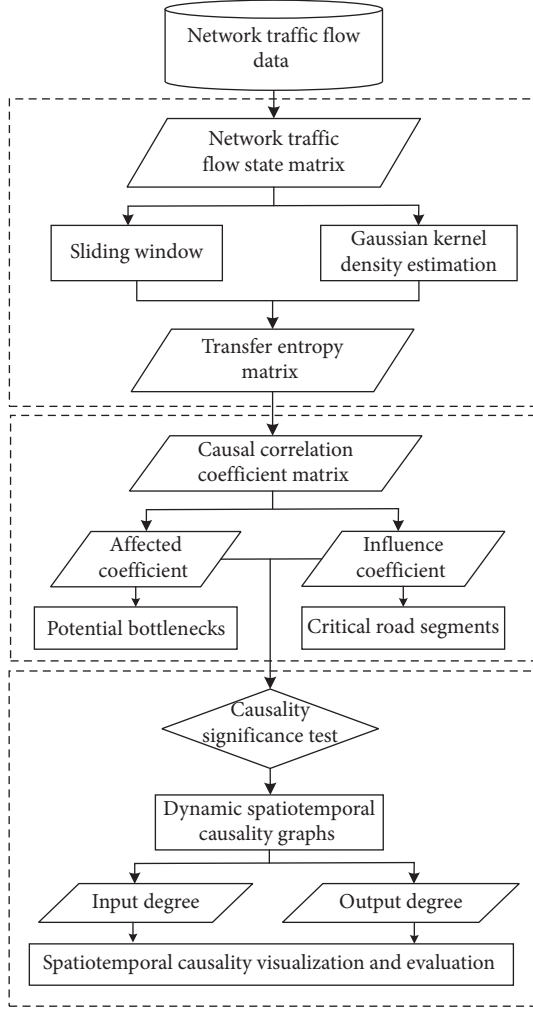 Network traffic flow
data
Network traffic
flow state matrix
Sliding window
Gaussian kernel
density estimation
Transfer entropy
matrix
Causal correlation
coefficient matrix
Affected
coefficient
Influence
coefficient
Potential bottlenecks
Critical road segments
Causality
significance test
Dynamic spatiotemporal
causality graphs
Input degree
Output degree
Spatiotemporal causality visualization and evaluation